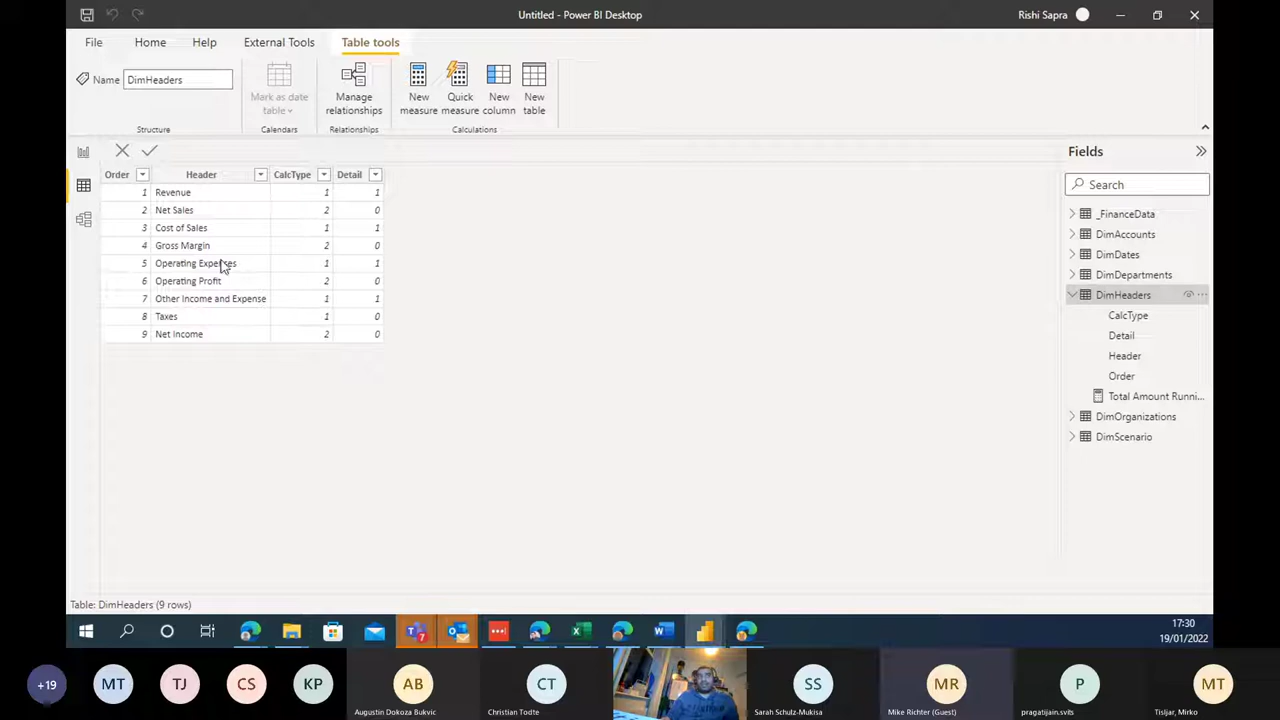 Untitled - Power BI Desktop
Rishi Sapra
File
Home
Help
External Tools
Table tools
Name
DimHeaders
Mark as date table
Manage relationships
New measure
Quick measure
New column
New table
Structure
Calendars
Relationships
Calculations
Order Header CalcType Detail
1 Revenue 1 1
2 Net Sales 2 0
3 Cost of Sales 1 1
4 Gross Margin 2 0
5 Operating Expenses 1 1
6 Operating Profit 2 0
7 Other Income and Expense 1 1
8 Taxes 1 0
9 Net Income 2 0
Fields
Search
_FinanceData
DimAccounts
DimDates
DimDepartments
DimHeaders
CalcType
Detail
Header
Order
Total Amount Runni...
DimOrganizations
DimScenario
Table: DimHeaders (9 rows)
7
17:30
19/01/2022
+19
MT
TJ
CS
KP
AB
Augustin Dokoza Bukvic
CT
Christian Todte
SS
Sarah Schulz-Mukisa
MR
Mike Richter (Guest)
P
pragatijain.svits
MT
Tisljar, Mirko